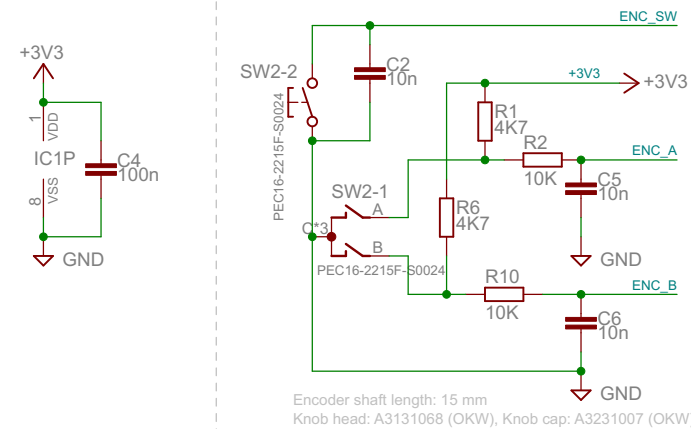 +3V3
1
VDD
IC1P
C4
100n
VSS
8
GND
ENC_SW
SW2-2
C2
10n
PEC16-2215F-S0024
+3V3
+3V3
R1
4K7
R2
10K
ENC_A
C5
10n
SW2-1
A
C*3
B
PEC16-2215F-S0024
R6
4K7
GND
R10
10K
ENC_B
C6
10n
GND
Encoder shaft length: 15 mm
Knob head: A3131068 (OKW), Knob cap: A3231007 (OKW)